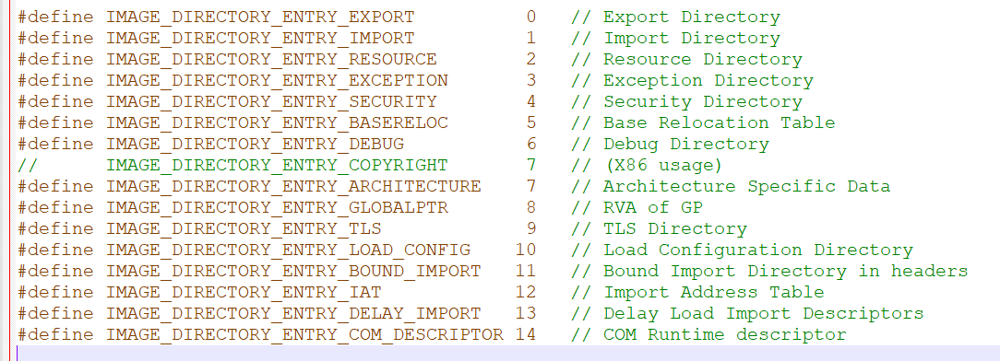 #define IMAGE_DIRECTORY_ENTRY_EXPORT          0   // Export Directory
#define IMAGE_DIRECTORY_ENTRY_IMPORT          1   // Import Directory
#define IMAGE_DIRECTORY_ENTRY_RESOURCE        2   // Resource Directory
#define IMAGE_DIRECTORY_ENTRY_EXCEPTION       3   // Exception Directory
#define IMAGE_DIRECTORY_ENTRY_SECURITY        4   // Security Directory
#define IMAGE_DIRECTORY_ENTRY_BASERELOC       5   // Base Relocation Table
#define IMAGE_DIRECTORY_ENTRY_DEBUG           6   // Debug Directory
//      IMAGE_DIRECTORY_ENTRY_COPYRIGHT       7   // (X86 usage)
#define IMAGE_DIRECTORY_ENTRY_ARCHITECTURE    7   // Architecture Specific Data
#define IMAGE_DIRECTORY_ENTRY_GLOBALPTR       8   // RVA of GP
#define IMAGE_DIRECTORY_ENTRY_TLS             9   // TLS Directory
#define IMAGE_DIRECTORY_ENTRY_LOAD_CONFIG    10   // Load Configuration Directory
#define IMAGE_DIRECTORY_ENTRY_BOUND_IMPORT   11   // Bound Import Directory in headers
#define IMAGE_DIRECTORY_ENTRY_IAT            12   // Import Address Table
#define IMAGE_DIRECTORY_ENTRY_DELAY_IMPORT   13   // Delay Load Import Descriptors
#define IMAGE_DIRECTORY_ENTRY_COM_DESCRIPTOR 14   // COM Runtime descriptor